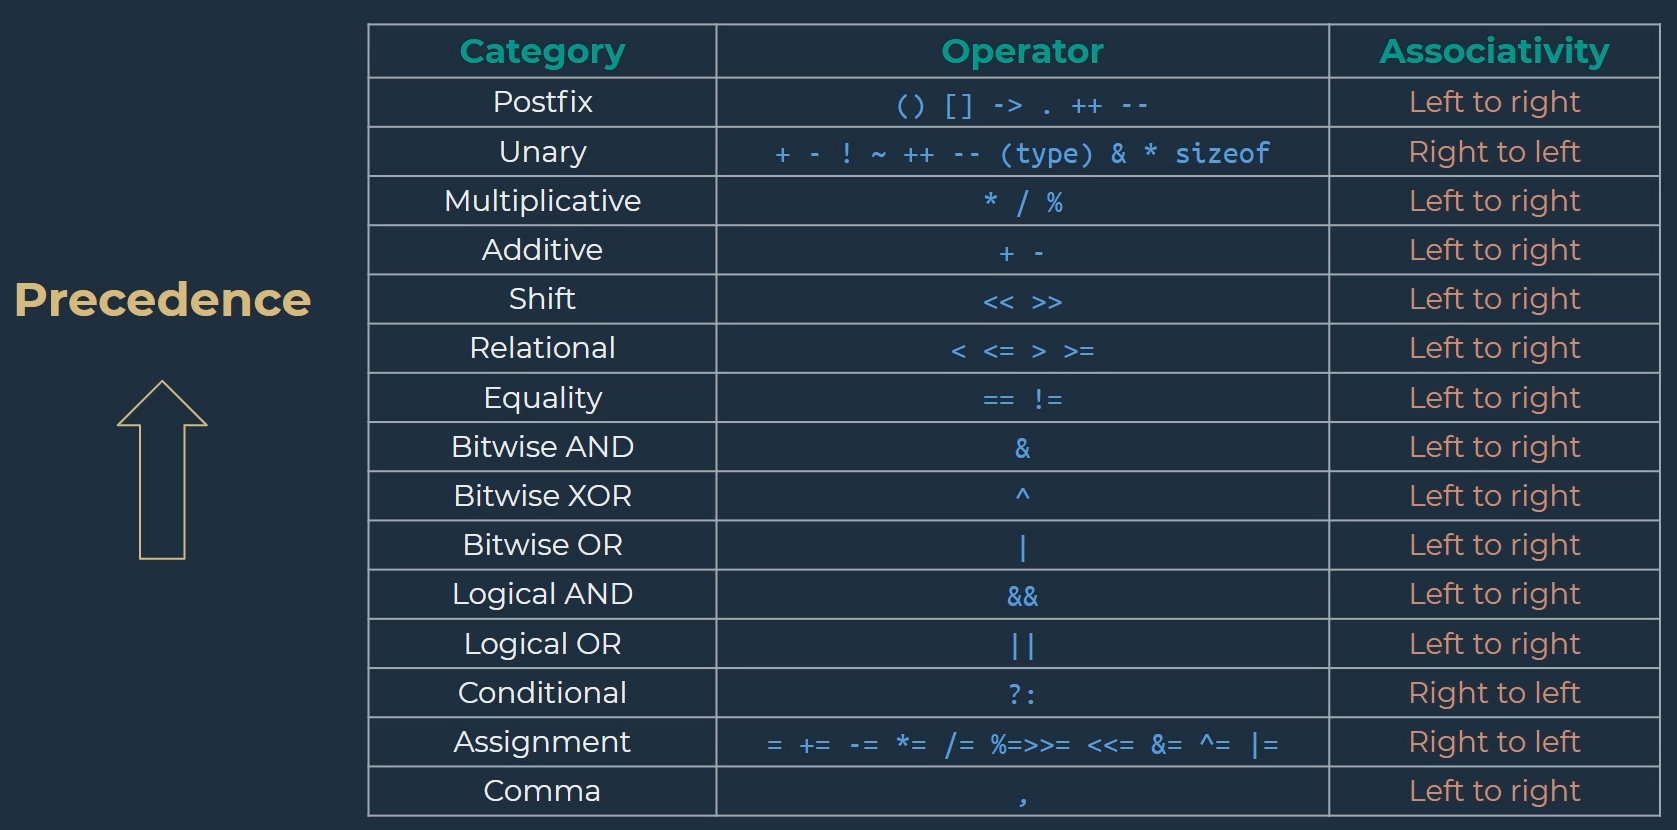 Category Operator Associativity
Postfix () [] -> . ++ -- Left to right
Unary + - ! ~ ++ -- (type) & * sizeof Right to left
Multiplicative * / % Left to right
Additive + - Left to right
Precedence
Shift << >> Left to right
Relational < <= > >= Left to right
Equality == != Left to right
Bitwise AND & Left to right
Bitwise XOR ^ Left to right
Bitwise OR | Left to right
Logical AND && Left to right
Logical OR || Left to right
Conditional ?: Right to left
Assignment = += -= *= /= %=>>= <<= &= ^= |= Right to left
Comma , Left to right